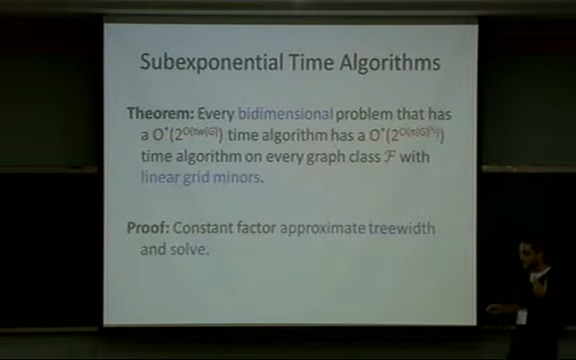 Subexponential Time Algorithms
Theorem: Every bidimensional problem that has
a O*(2^O(tw(G))) time algorithm has a
time algorithm on every graph class ℱ with
linear grid minors.
Proof: Constant factor approximate treewidth
and solve.